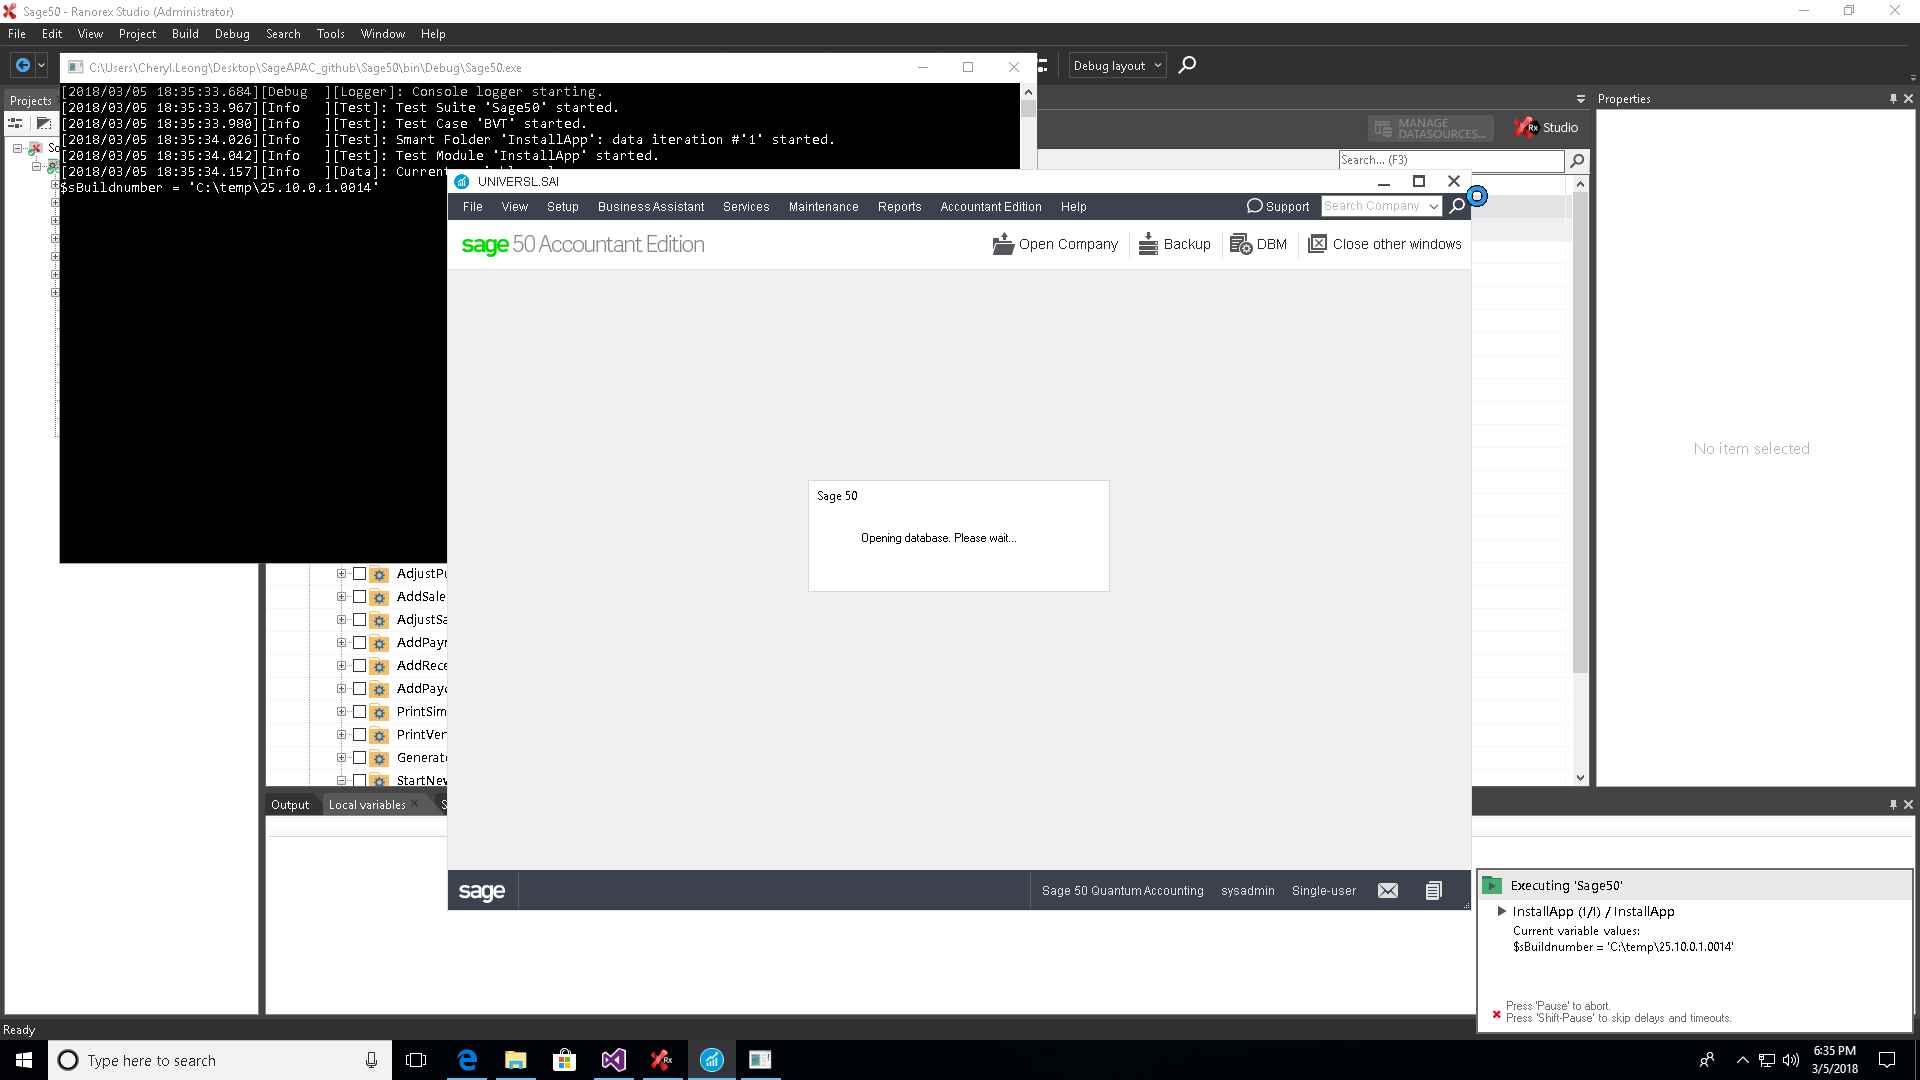 Sage50 - Ranorex Studio (Administrator)
File Edit View Project Build Debug Search Tools Window Help
C:\Users\Cheryl.Leong\Desktop\SageAPAC_github\Sage50\bin\Debug\Sage50.exe
Debug layout
[2018/03/05 18:35:33.684][Debug ][Logger]: Console logger starting.
[2018/03/05 18:35:33.967][Info ][Test]: Test Suite 'Sage50' started.
[2018/03/05 18:35:33.980][Info ][Test]: Test Case 'BVT' started.
[2018/03/05 18:35:34.026][Info ][Test]: Smart Folder 'InstallApp': data iteration #'1' started.
[2018/03/05 18:35:34.042][Info ][Test]: Test Module 'InstallApp' started.
[2018/03/05 18:35:34.157][Info ][Data]: Current
$sBuildnumber = 'C:\temp\25.10.0.1.0014'
Projects
So
Properties
MANAGE DATASOURCES...
Rx Studio
Search... (F3)
No item selected
UNIVERSL.SAI
File View Setup Business Assistant Services Maintenance Reports Accountant Edition Help
Support
Search Company
sage 50 Accountant Edition
Open Company Backup DBM Close other windows
Sage 50
Opening database. Please wait...
AdjustPu
AddSale
AdjustSa
AddPaym
AddRece
AddPayc
PrintSim
PrintVen
Generate
StartNew
Output Local variables S
sage
Sage 50 Quantum Accounting sysadmin Single-user
Executing 'Sage50'
InstallApp (1/1) / InstallApp
Current variable values:
$sBuildnumber = 'C:\temp\25.10.0.1.0014'
Press 'Pause' to abort.
Press 'Shift-Pause' to skip delays and timeouts.
Ready
Type here to search
6:35 PM
3/5/2018